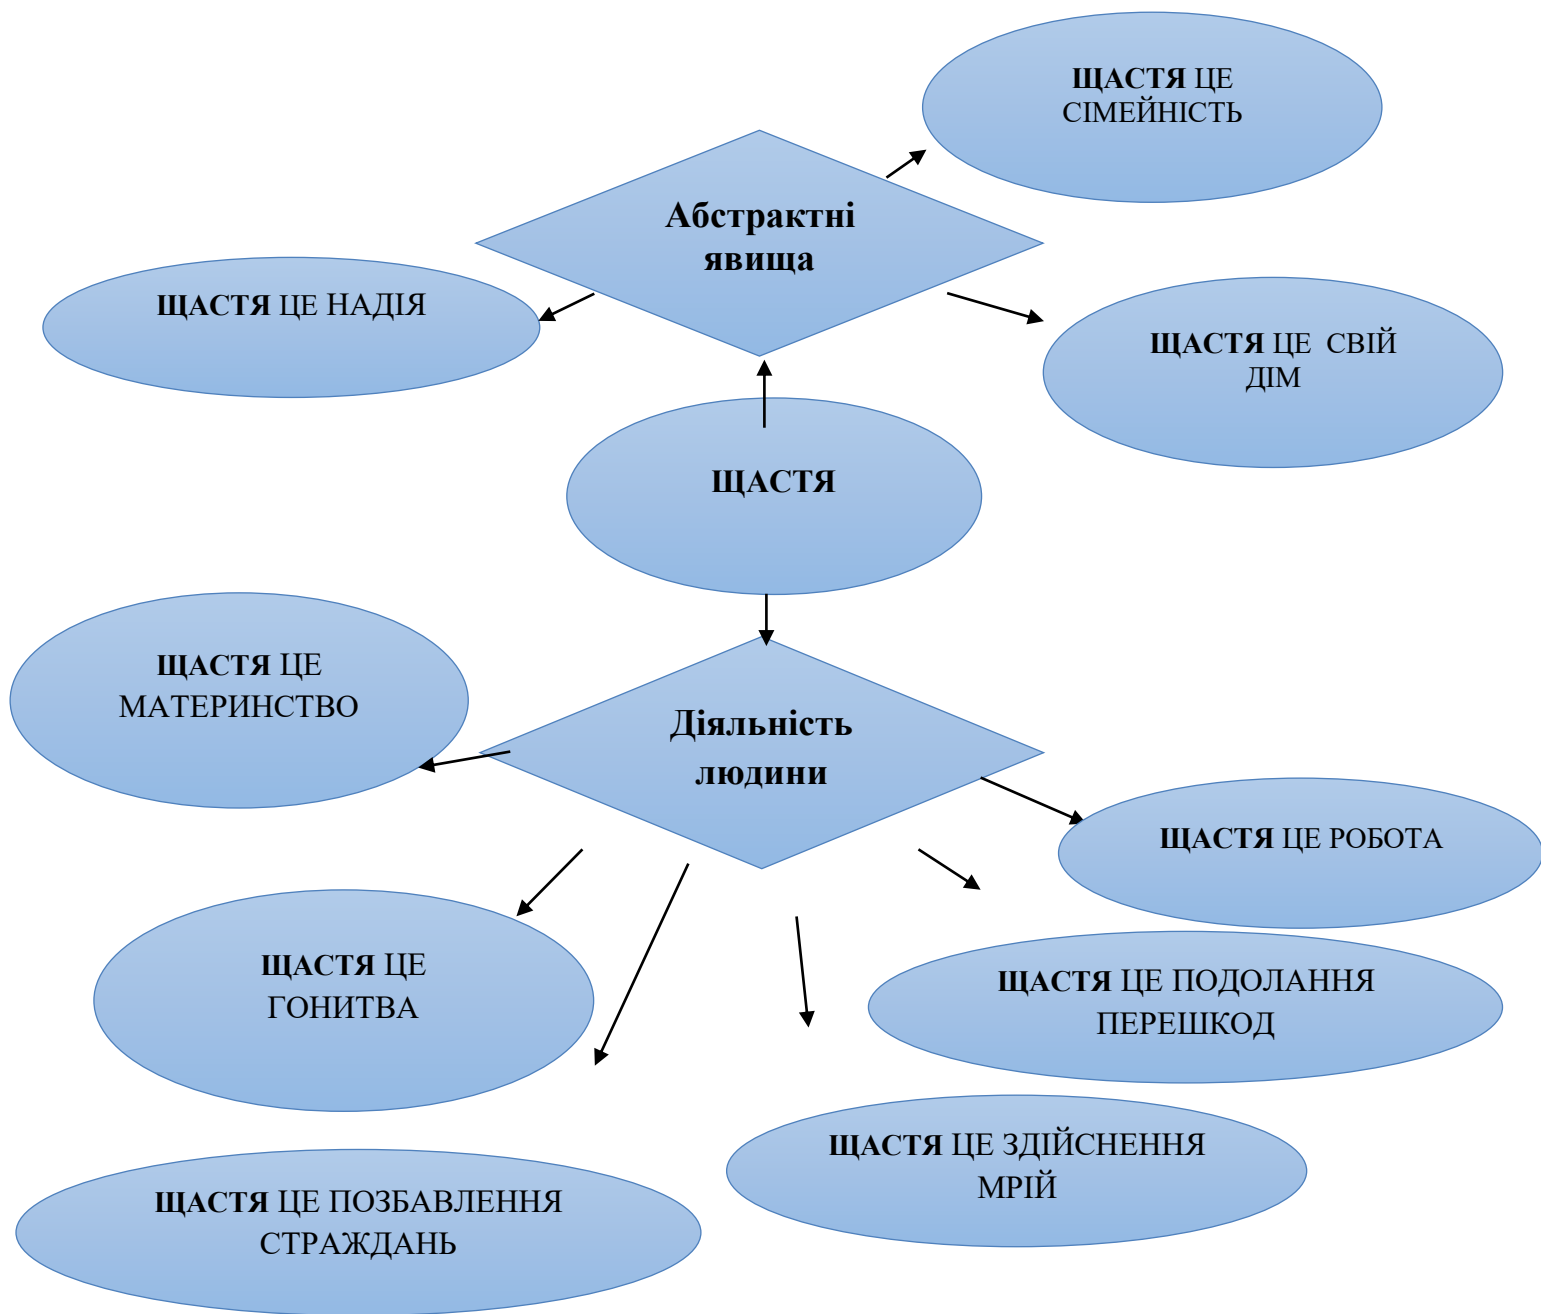 ЩАСТЯ ЦЕ
СІМЕЙНІСТЬ
Абстрактні
явища
ЩАСТЯ ЦЕ НАДІЯ
ЩАСТЯ ЦЕ СВІЙ
ДІМ
ЩАСТЯ
ЩАСТЯ ЦЕ
МАТЕРИНСТВО
Діяльність
людини
ЩАСТЯ ЦЕ РОБОТА
ЩАСТЯ ЦЕ
ГОНИТВА
ЩАСТЯ ЦЕ ПОДОЛАННЯ
ПЕРЕШКОД
ЩАСТЯ ЦЕ ЗДІЙСНЕННЯ
МРІЙ
ЩАСТЯ ЦЕ ПОЗБАВЛЕННЯ
СТРАЖДАНЬ